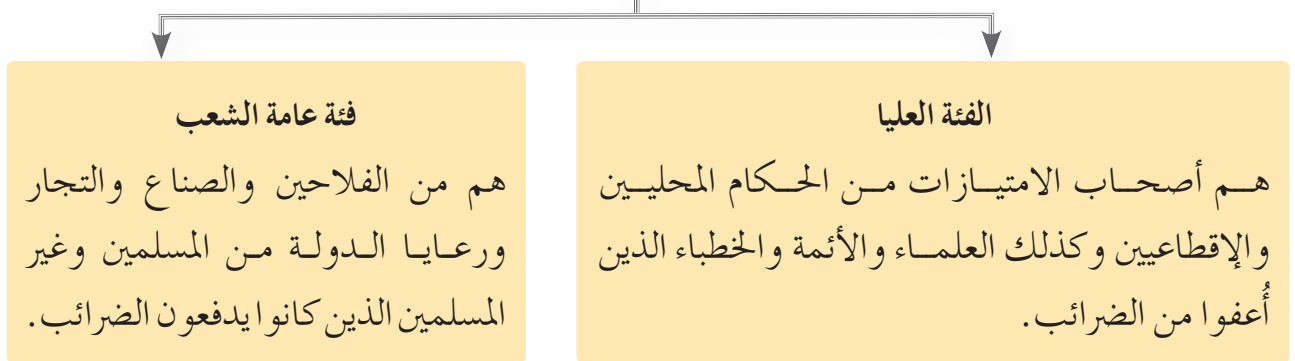 الفئة العليا
هم أصحاب الامتيازات من الحكام المحليين
والإقطاعيين وكذلك العلماء والأئمة والخطباء الذين
أُعفوا من الضرائب.
فئة عامة الشعب
هم من الفلاحين والصناع والتجار
ورعايا الدولة من المسلمين وغير
المسلمين الذين كانوا يدفعون الضرائب.